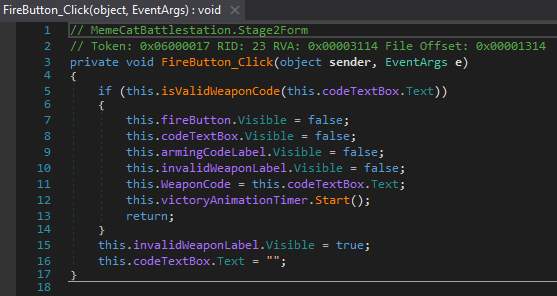 FireButton_Click(object, EventArgs) : void ×
1 // MemeCatBattlestation.Stage2Form
2 // Token: 0x06000017 RID: 23 RVA: 0x00003114 File Offset: 0x00001314
3 private void FireButton_Click(object sender, EventArgs e)
4 {
5 if (this.isValidWeaponCode(this.codeTextBox.Text))
6 {
7 this.fireButton.Visible = false;
8 this.codeTextBox.Visible = false;
9 this.armingCodeLabel.Visible = false;
10 this.invalidWeaponLabel.Visible = false;
11 this.WeaponCode = this.codeTextBox.Text;
12 this.victoryAnimationTimer.Start();
13 return;
14 }
15 this.invalidWeaponLabel.Visible = true;
16 this.codeTextBox.Text = "";
17 }
18